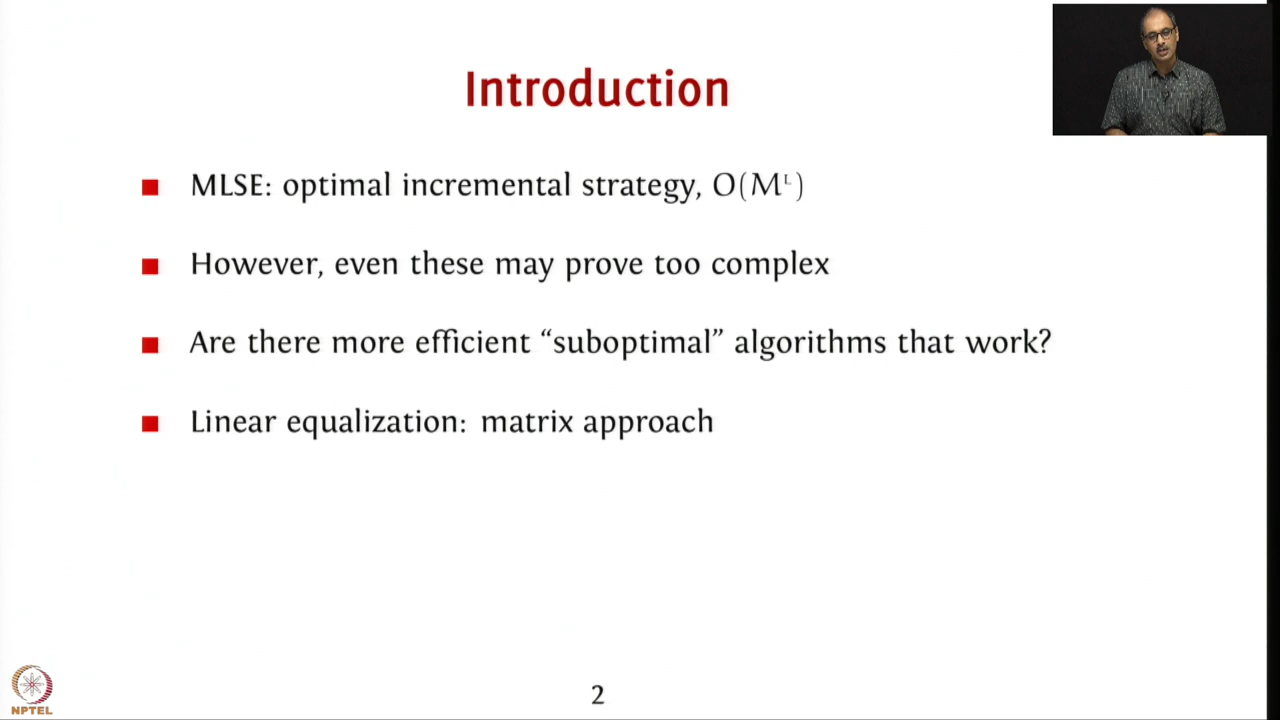 Introduction
MLSE: optimal incremental strategy, O(Mᴸ)
However, even these may prove too complex
Are there more efficient “suboptimal” algorithms that work?
Linear equalization: matrix approach
NPTEL
2